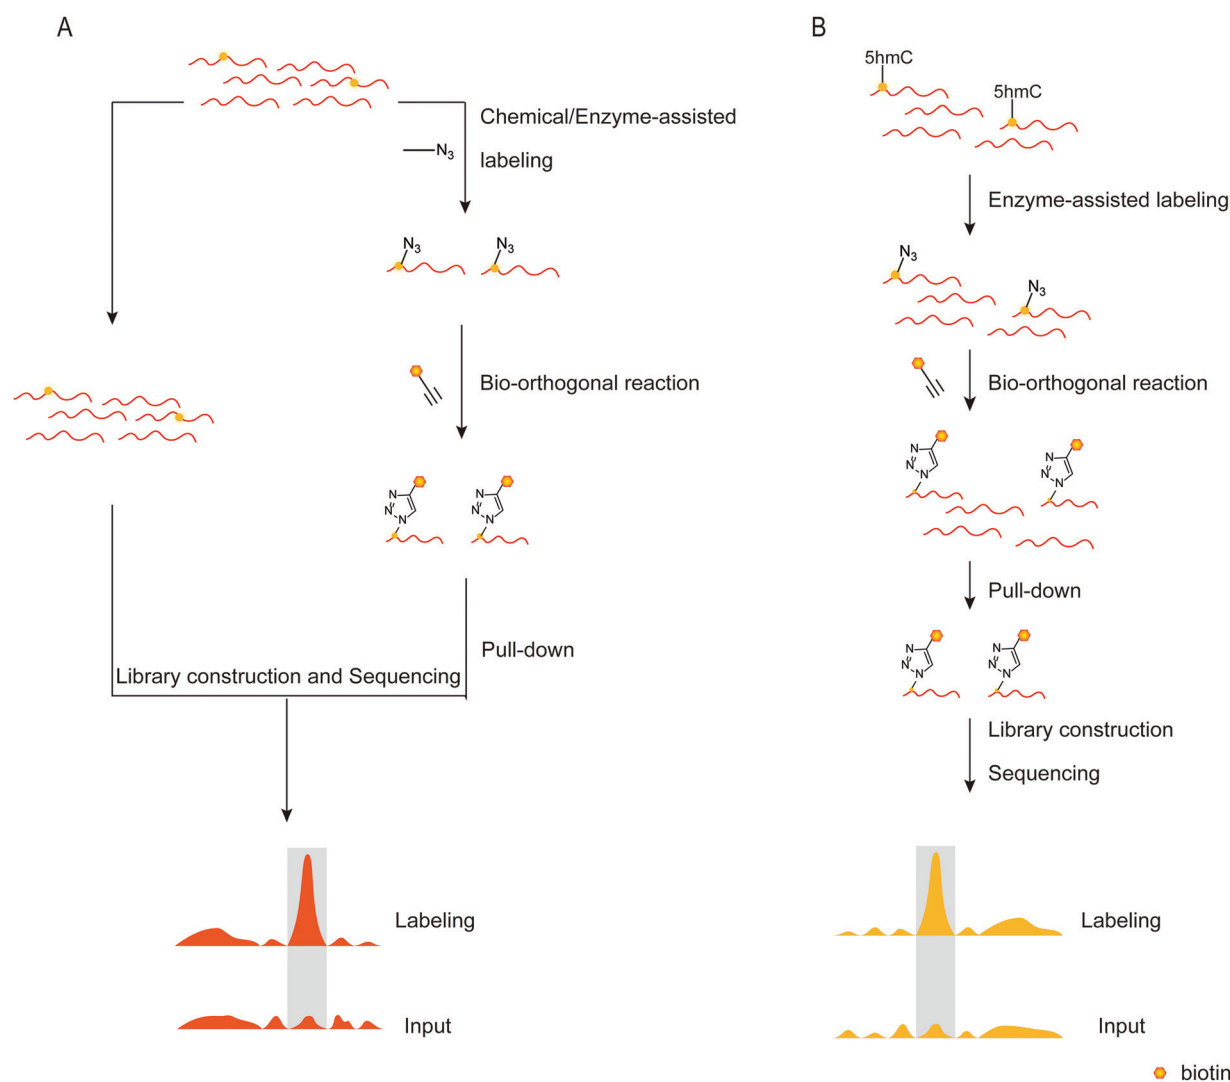 A
Chemical/Enzyme-assisted
N3
labeling
N3
N3
Bio-orthogonal reaction
N
N
N
N
N
N
Pull-down
Library construction and Sequencing
Labeling
Input
B
5hmC
5hmC
Enzyme-assisted labeling
N3
N3
Bio-orthogonal reaction
N
N
N
N
N
N
Pull-down
N
N
N
N
N
N
Library construction
Sequencing
Labeling
Input
biotin